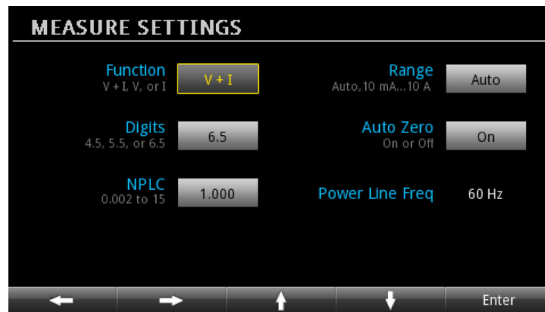 MEASURE SETTINGS
Function
V + I, V, or I
V + I
Range
Auto,10 mA...10 A
Auto
Digits
4.5, 5.5, or 6.5
6.5
Auto Zero
On or Off
On
NPLC
0.002 to 15
1.000
Power Line Freq
60 Hz
Enter